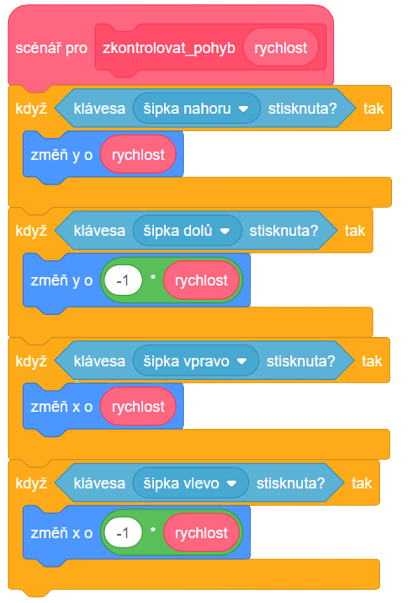 scénář pro zkontrolovat_pohyb rychlost
když klávesa šipka nahoru stisknuta? tak
změň y o rychlost
když klávesa šipka dolů stisknuta? tak
změň y o -1 * rychlost
když klávesa šipka vpravo stisknuta? tak
změň x o rychlost
když klávesa šipka vlevo stisknuta? tak
změň x o -1 * rychlost